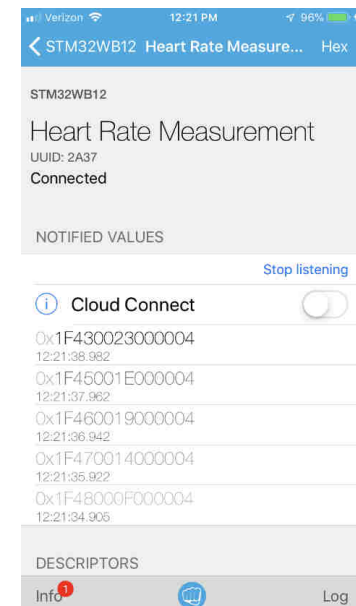 Verizon 12:21 PM 96%
STM32WB12 Heart Rate Measure... Hex
STM32WB12
Heart Rate Measurement
UUID: 2A37
Connected
NOTIFIED VALUES
Stop listening
Cloud Connect
0x1F430023000004
12:21:38.982
0x1F45001E000004
12:21:37.962
0x1F460019000004
12:21:36.942
0x1F470014000004
12:21:35.922
0x1F48000F000004
12:21:34.905
DESCRIPTORS
Info 1 Log